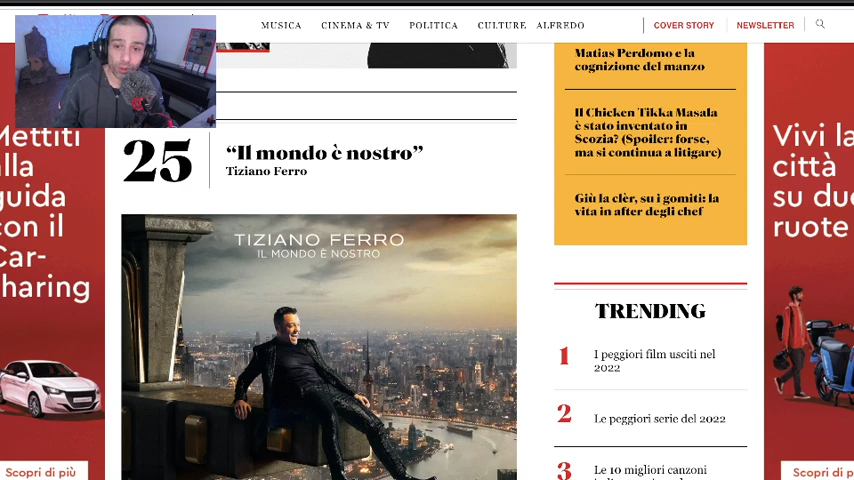 MUSICA CINEMA & TV POLITICA CULTURE ALFREDO COVER STORY NEWSLETTER
Matias Perdomo e la
cognizione del manzo
Il Chicken Tikka Masala
è stato inventato in
Scozia? (Spoiler: forse,
ma si continua a litigare)
Giù la clèr, su i gomiti: la
vita in after degli chef
25
“Il mondo è nostro”
Tiziano Ferro
TIZIANO FERRO
IL MONDO È NOSTRO
TRENDING
1 I peggiori film usciti nel
2022
2 Le peggiori serie del 2022
3 Le 10 migliori canzoni
Mettiti
alla
guida
con il
Car-
haring
Scopri di più
Vivi la
città
su du
ruote
Scopri di p